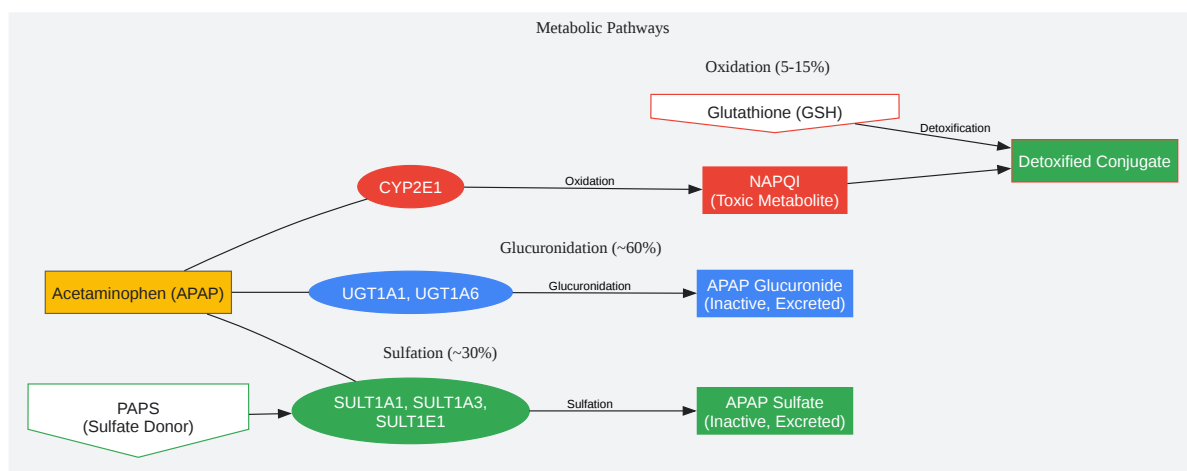 Metabolic Pathways
Oxidation (5-15%)
Glutathione (GSH)
Detoxification
Detoxified Conjugate
CYP2E1
Oxidation
NAPQI
(Toxic Metabolite)
Glucuronidation (~60%)
Acetaminophen (APAP)
UGT1A1, UGT1A6
Glucuronidation
APAP Glucuronide
(Inactive, Excreted)
Sulfation (~30%)
PAPS
(Sulfate Donor)
SULT1A1, SULT1A3,
SULT1E1
Sulfation
APAP Sulfate
(Inactive, Excreted)